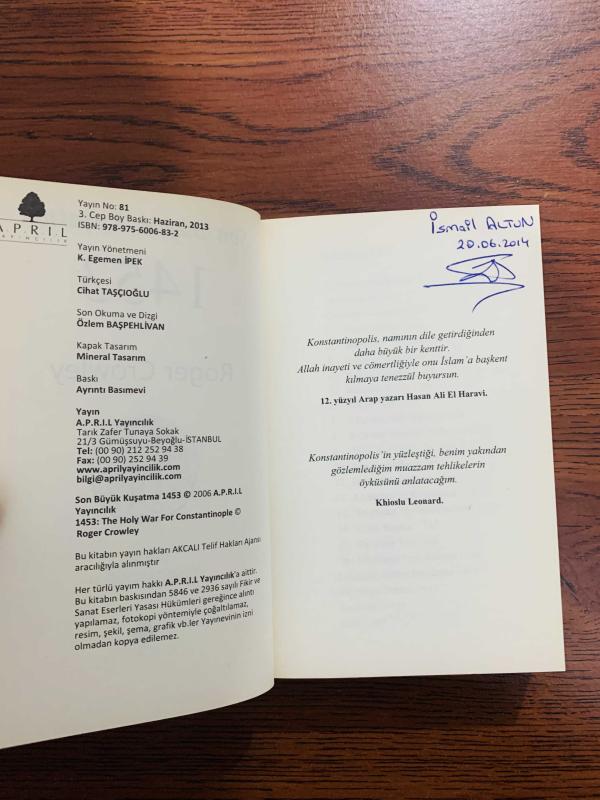 A.P.R.I.L
YAYINCILIK
Yayın No: 81
3. Cep Boy Baskı: Haziran, 2013
ISBN: 978-975-6006-83-2
Yayın Yönetmeni
K. Egemen İPEK
Türkçesi
Cihat TAŞÇIOĞLU
Son Okuma ve Dizgi
Özlem BAŞPEHLİVAN
Kapak Tasarım
Mineral Tasarım
Baskı
Ayrıntı Basımevi
Yayın
A.P.R.I.L Yayıncılık
Tarık Zafer Tunaya Sokak
21/3 Gümüşsuyu-Beyoğlu-İSTANBUL
Tel: (00 90) 212 252 94 38
Fax: (00 90) 252 94 39
www.aprilyayincilik.com
bilgi@aprilyayincilik.com
Son Büyük Kuşatma 1453 © 2006 A.P.R.I.L
Yayıncılık
1453: The Holy War For Constantinople ©
Roger Crowley
Bu kitabın yayın hakları AKCALI Telif Hakları Ajansı
aracılığıyla alınmıştır
Her türlü yayım hakkı A.P.R.I.L Yayıncılık'a aittir.
Bu kitabın baskısından 5846 ve 2936 sayılı Fikir ve
Sanat Eserleri Yasası Hükümleri gereğince alıntı
yapılamaz, fotokopi yöntemiyle çoğaltılamaz,
resim, şekil, şema, grafik vb.ler Yayınevinin izni
olmadan kopya edilemez.
İsmail ALTUN
20.06.2014
Konstantinopolis, namının dile getirdiğinden
daha büyük bir kenttir.
Allah inayeti ve cömertliğiyle onu İslam'a başkent
kılmaya tenezzül buyursun.
12. yüzyıl Arap yazarı Hasan Ali El Haravi.
Konstantinopolis'in yüzleştiği, benim yakından
gözlemlediğim muazzam tehlikelerin
öyküsünü anlatacağım.
Khioslu Leonard.